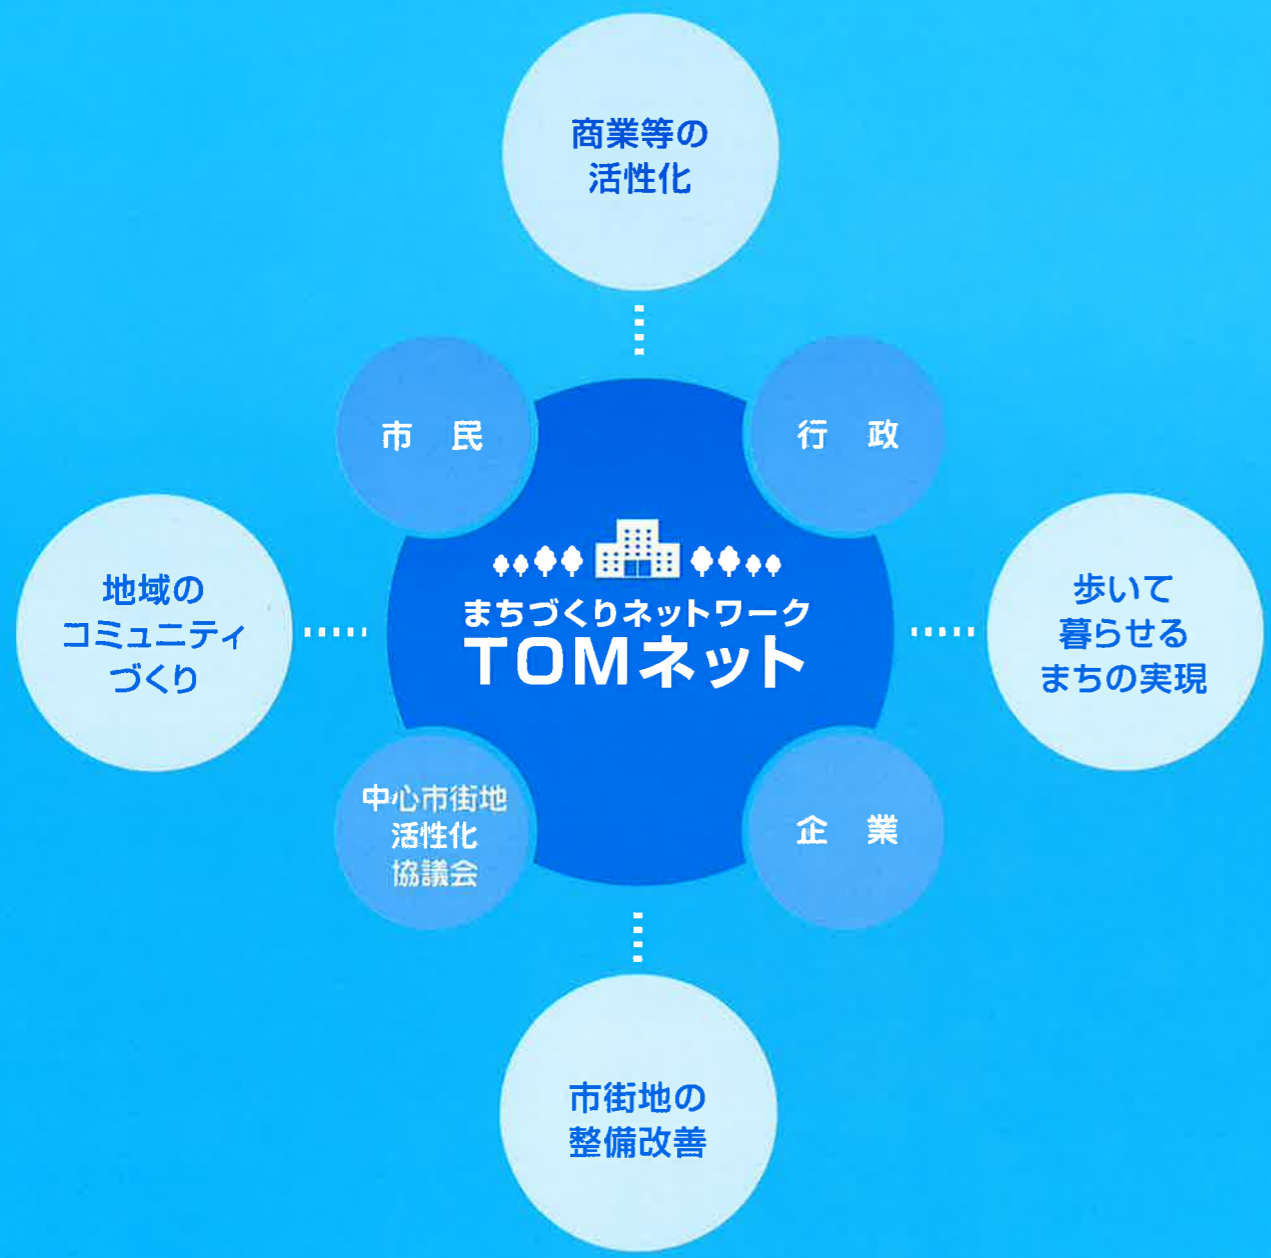 商業等の
活性化
市 民
行 政
地域の
コミュニティ
づくり
まちづくりネットワーク
TOMネット
歩いて
暮らせる
まちの実現
中心市街地
活性化
協議会
企 業
市街地の
整備改善